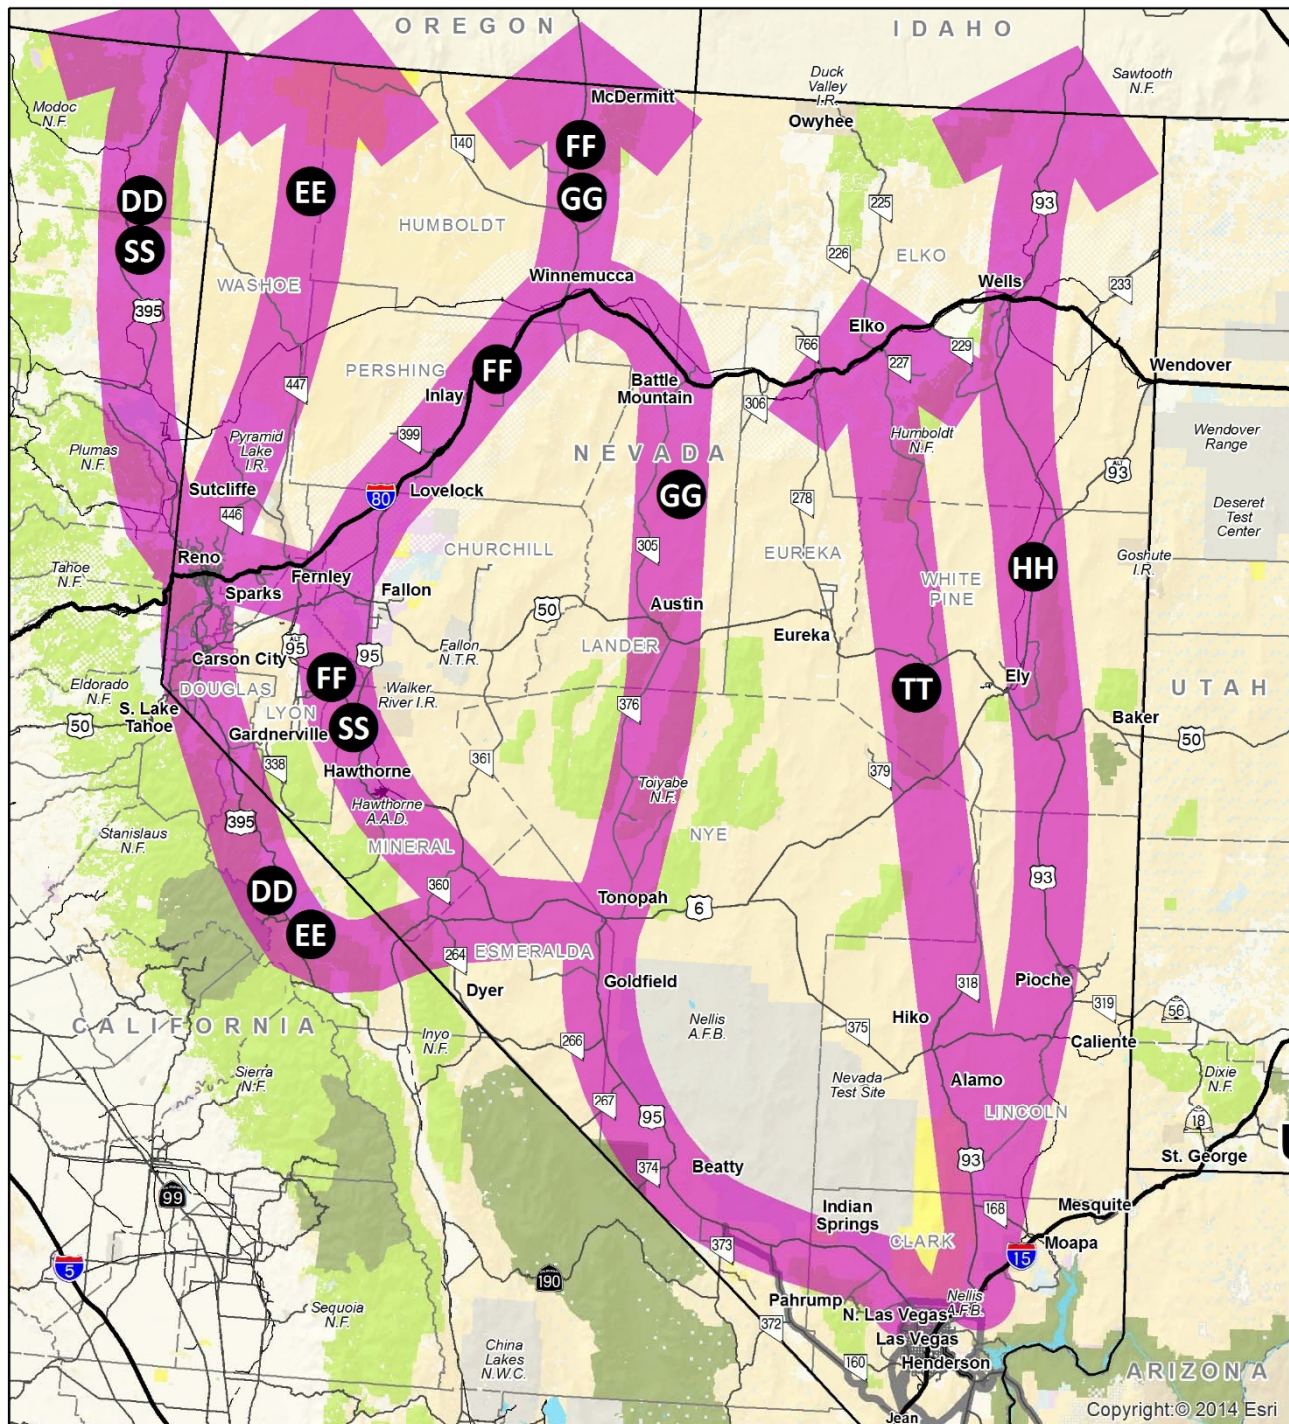 OREGON
IDAHO
Modoc
N.F.
McDermitt
Duck
Valley
I.R.
Owyhee
Sawtooth
N.F.
140
FF
DD
EE
GG
225
93
SS
HUMBOLDT
226
ELKO
WASHOE
Winnemucca
Wells
233
395
Elko
766
227
229
Wendover
PERSHING
FF
447
Inlay
Battle
Mountain
306
399
Plumas
N.F.
Pyramid
Lake
I.R.
NEVADA
Humboldt
N.F.
Wendover
Range
ALT
93
Sutcliffe
80
Lovelock
GG
278
446
Deseret
Test
Center
305
CHURCHILL
EUREKA
Reno
Tahoe
N.F.
Fernley
Sparks
Fallon
HH
Goshute
I.R.
WHITE
PINE
50
Austin
Eureka
ALT
95
95
Fallon
N.T.R.
LANDER
Carson City
FF
Walker
River I.R.
TT
Ely
UTAH
Eldorado
N.F.
DOUGLAS
S. Lake
Tahoe
50
LYON
Gardnerville
SS
376
Baker
50
338
361
379
Hawthorne
Hawthorne
A.A.D.
Toiyabe
N.F.
395
Stanislaus
N.F.
MINERAL
NYE
DD
360
Tonopah
6
93
EE
264
ESMERALDA
Dyer
Goldfield
318
Pioche
319
56
CALIFORNIA
Inyo
N.F.
266
Nellis
A.F.B.
375
Hiko
Caliente
Sierra
N.F.
Nevada
Test Site
Alamo
Dixie
N.F.
267
95
LINCOLN
18
374
Beatty
93
St. George
99
Indian
Springs
168
Mesquite
5
373
CLARK
15
Moapa
190
Pahrump
372
N. Las Vegas
Nellis
A.F.B.
Sequoia
N.F.
Las Vegas
China
Lakes
N.W.C.
160
Henderson
ARIZONA
Jean
Copyright:© 2014 Esri